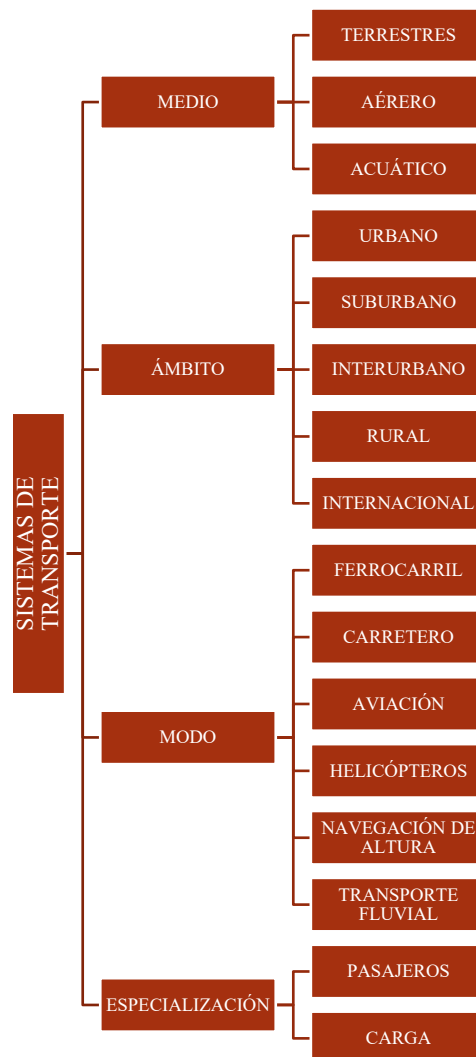 SISTEMAS DE
TRANSPORTE
MEDIO
TERRESTRES
AÉRERO
ACUÁTICO
ÁMBITO
URBANO
SUBURBANO
INTERURBANO
RURAL
INTERNACIONAL
MODO
FERROCARRIL
CARRETERO
AVIACIÓN
HELICÓPTEROS
NAVEGACIÓN DE
ALTURA
TRANSPORTE
FLUVIAL
ESPECIALIZACIÓN
PASAJEROS
CARGA